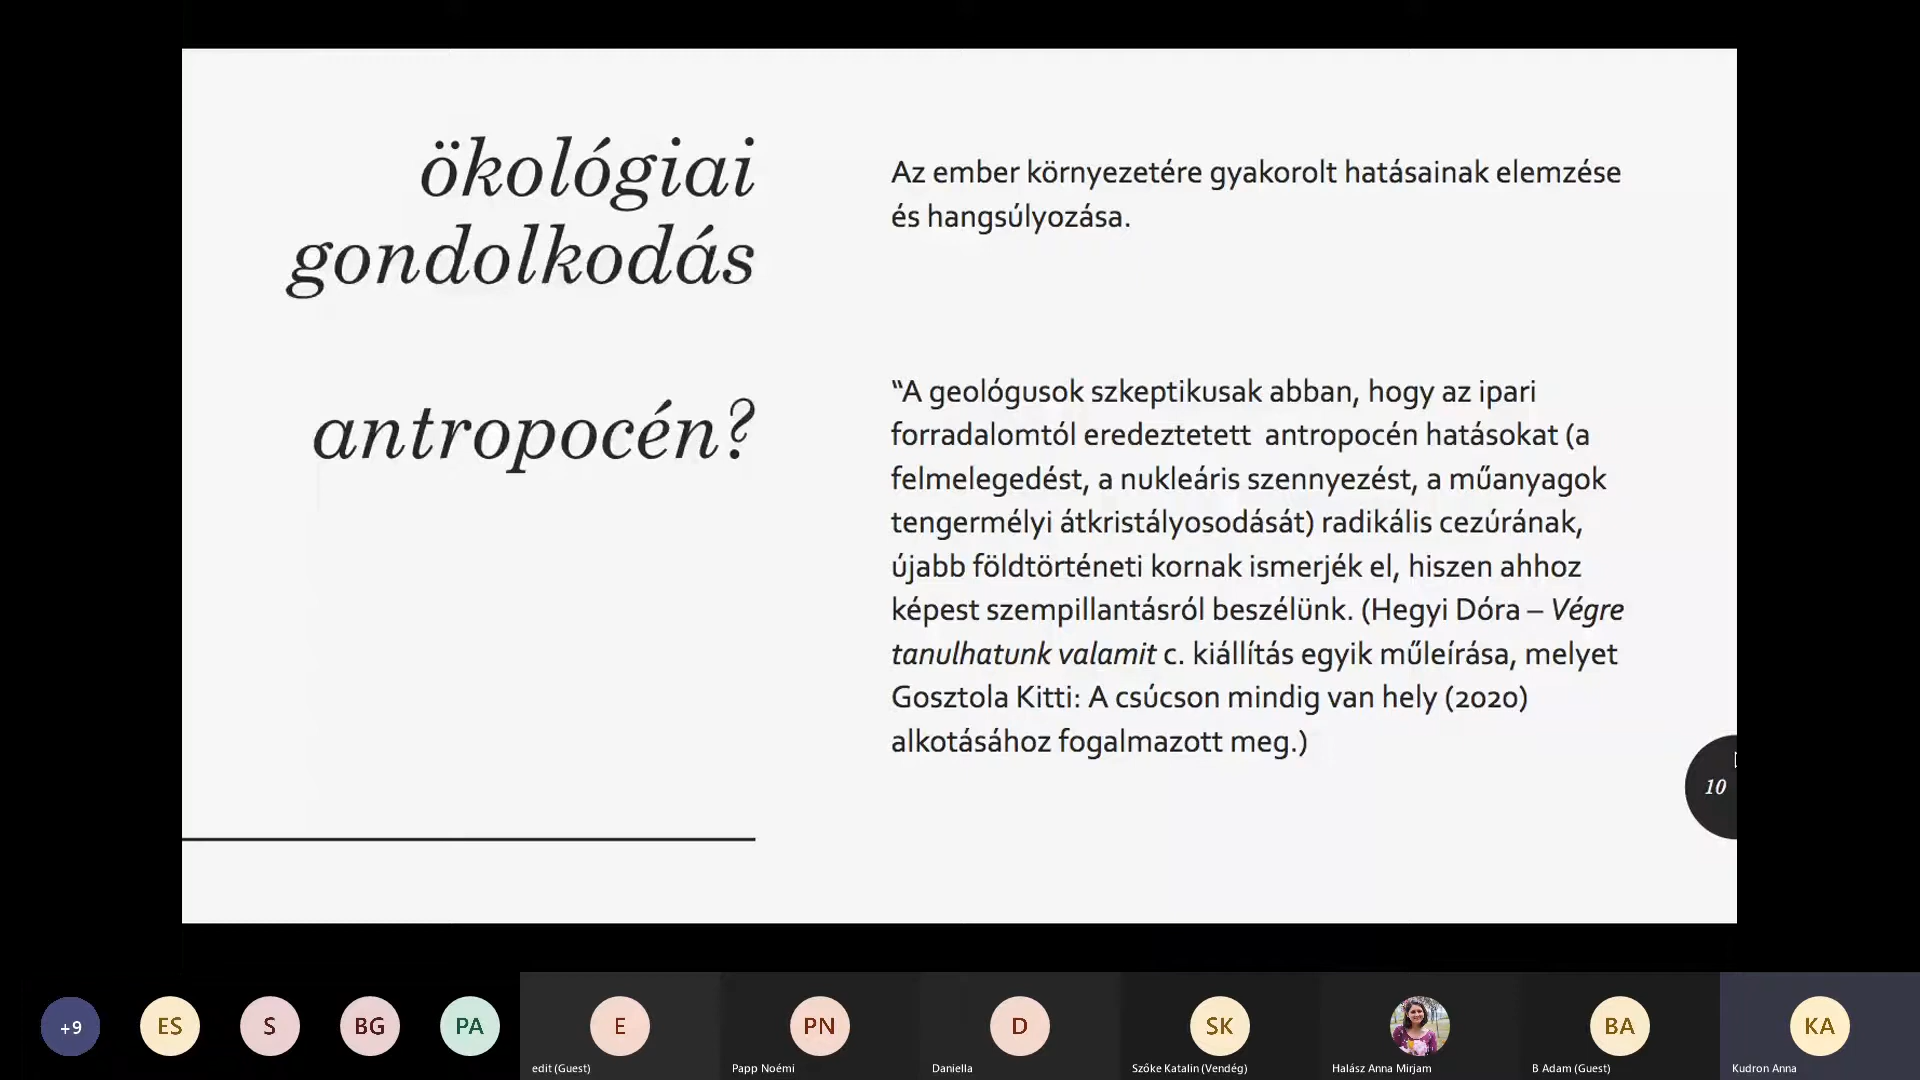 ökológiai
gondolkodás
antropocén?
Az ember környezetére gyakorolt hatásainak elemzése
és hangsúlyozása.
“A geológusok szkeptikusak abban, hogy az ipari
forradalomtól eredeztetett  antropocén hatásokat (a
felmelegedést, a nukleáris szennyezést, a műanyagok
tengermélyi átkristályosodását) radikális cezúrának,
újabb földtörténeti kornak ismerjék el, hiszen ahhoz
képest szempillantásról beszélünk. (Hegyi Dóra – Végre
tanulhatunk valamit c. kiállítás egyik műleírása, melyet
Gosztola Kitti: A csúcson mindig van hely (2020)
alkotásához fogalmazott meg.)
10
+9
ES
S
BG
PA
E
PN
D
SK
BA
KA
edit (Guest)
Papp Noémi
Daniella
Szőke Katalin (Vendég)
Halász Anna Mirjam
B Adam (Guest)
Kudron Anna